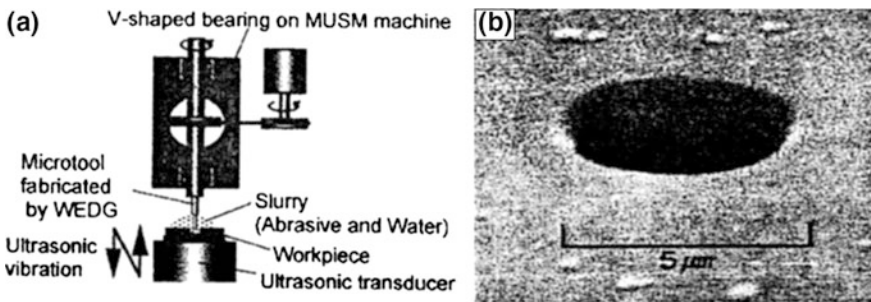 (a)
V-shaped bearing on MUSM machine
Microtool
fabricated
by WEDG
Slurry
(Abrasive and Water)
Ultrasonic
vibration
Workpiece
Ultrasonic transducer
(b)
5 μm